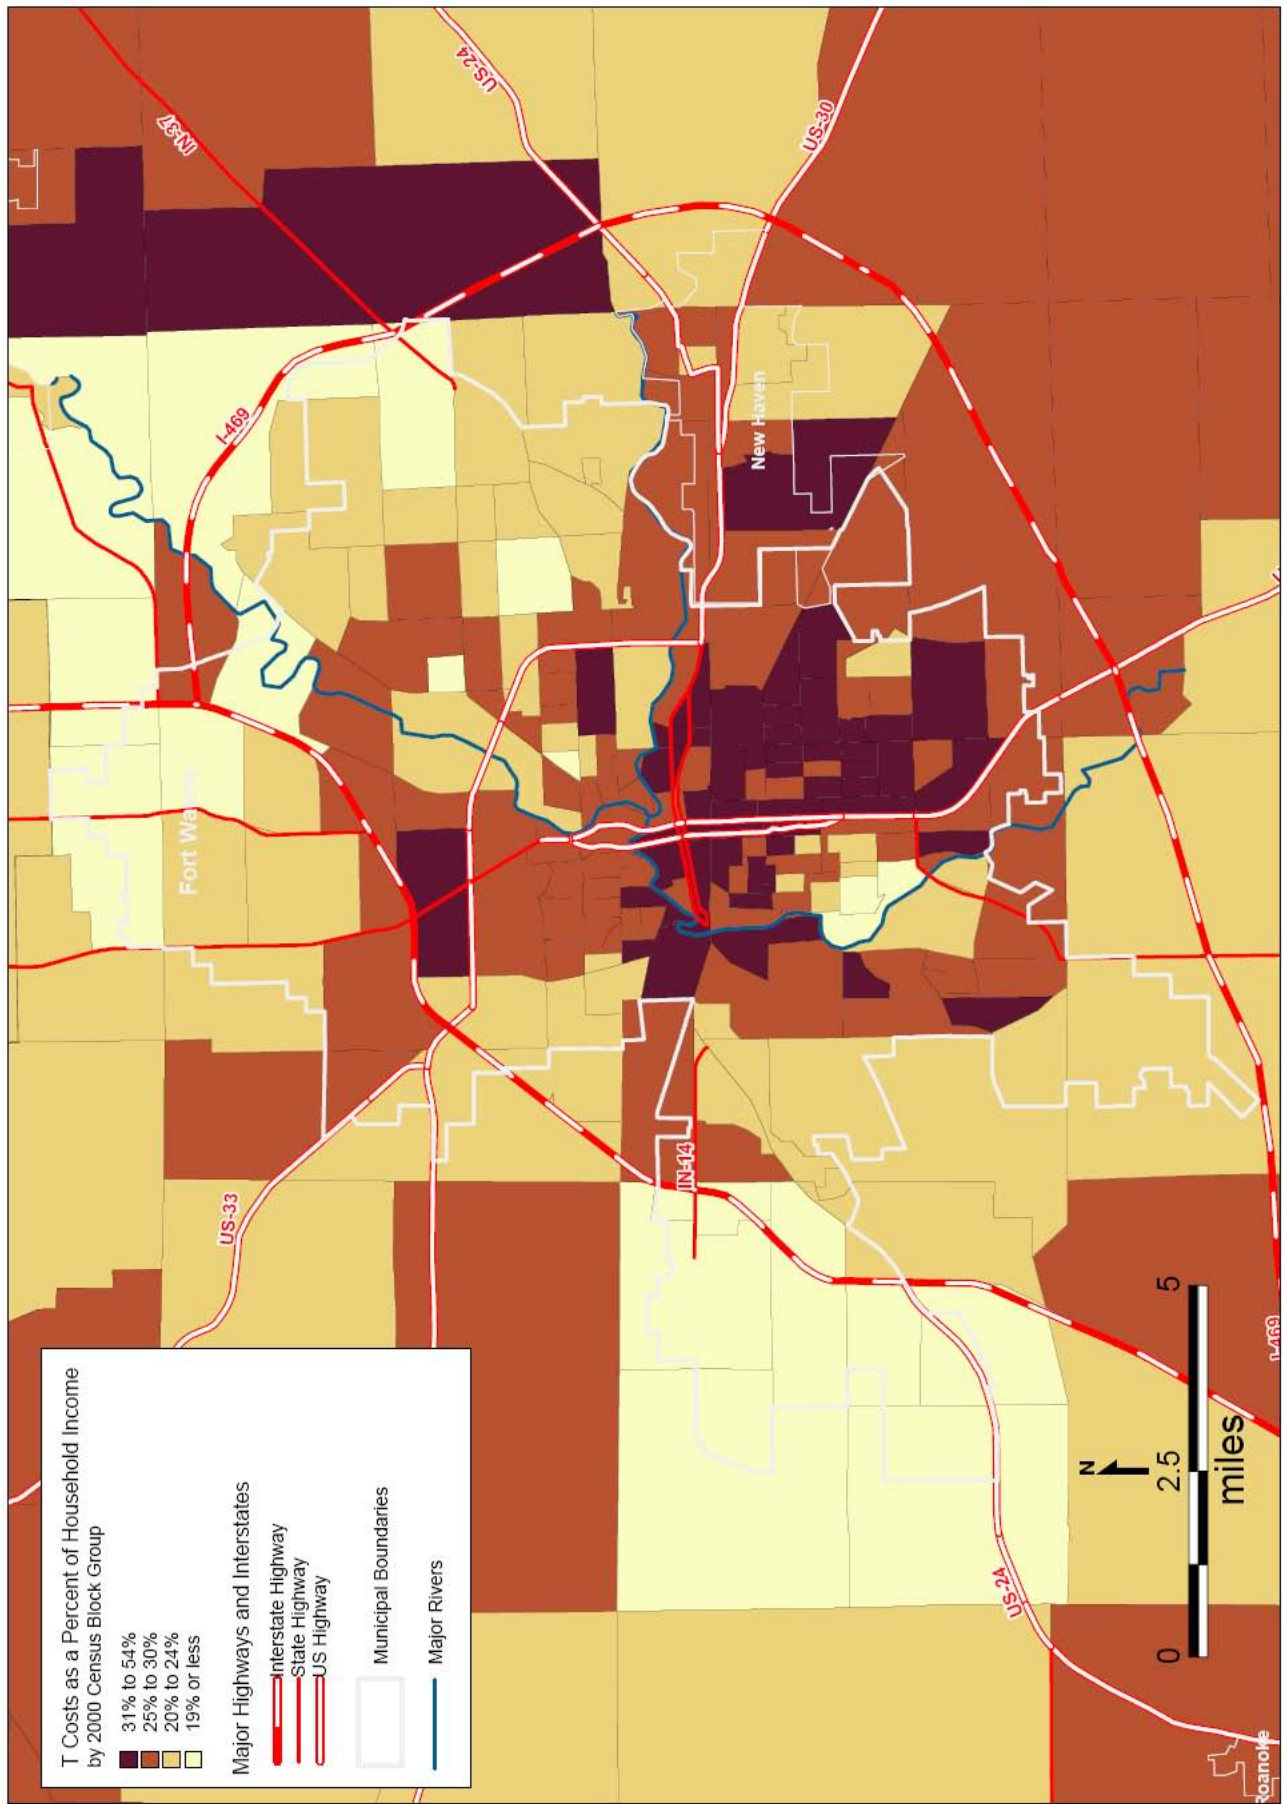 T Costs as a Percent of Household Income
by 2000 Census Block Group
31% to 54%
25% to 30%
20% to 24%
19% or less
Major Highways and Interstates
Interstate Highway
State Highway
US Highway
Municipal Boundaries
Major Rivers
US-33
Fort Wayne
I-469
IN-37
US-24
US-30
IN-14
New Haven
US-24
N
0
2.5
5
miles
I-469
Roanoke